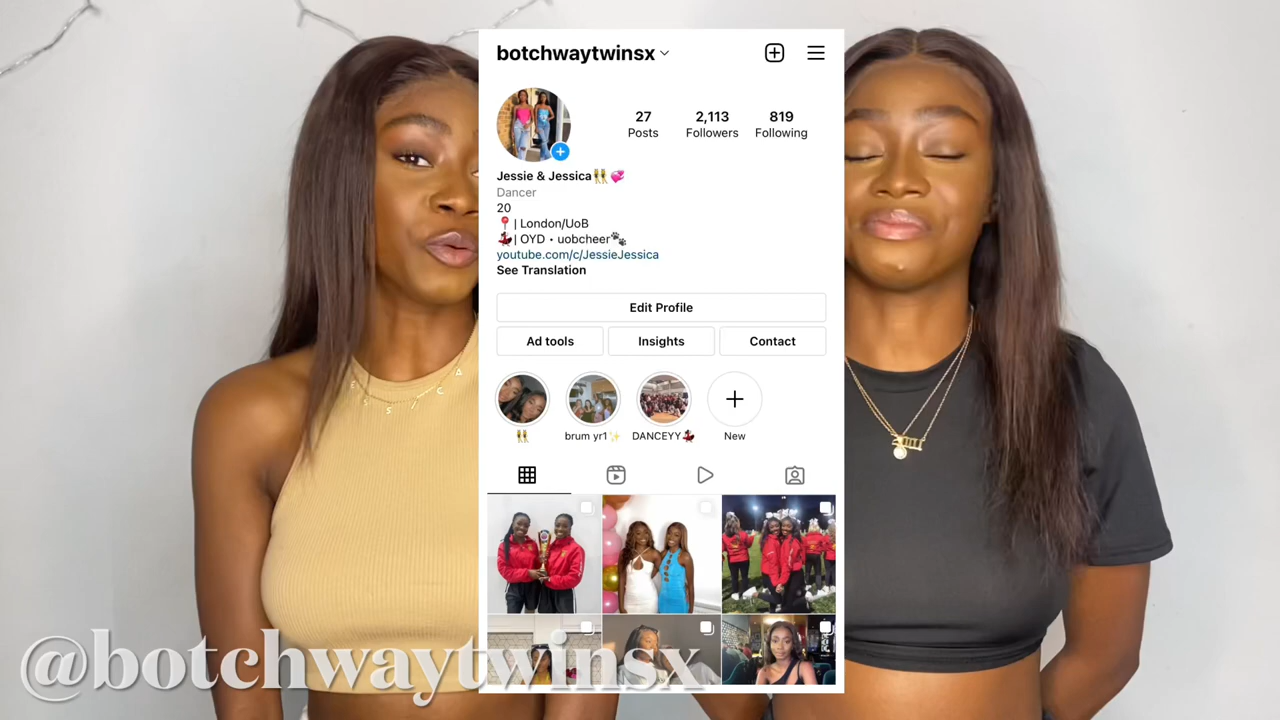 botchwaytwinsx
27 2,113 819
Posts Followers Following
Jessie & Jessica👯‍♀️💞
Dancer
20
📍| London/UoB
💃🏿| OYD • uobcheer🐾
youtube.com/c/JessieJessica
See Translation
Edit Profile
Ad tools Insights Contact
👯‍♀️ brum yr1✨ DANCEYY💃🏿 New
@botchwaytwinsx